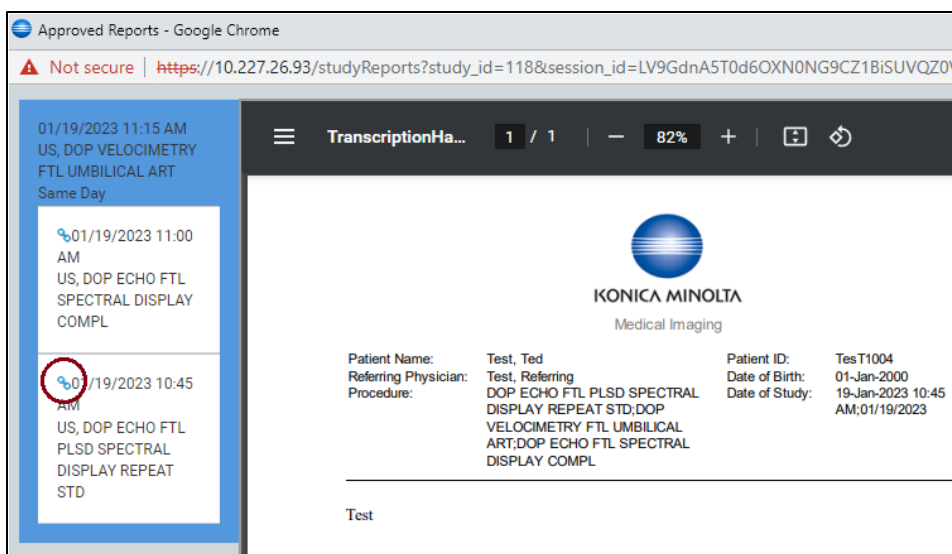 Approved Reports - Google Chrome
Not secure | https://10.227.26.93/studyReports?study_id=118&session_id=LV9GdnA5T0d6OXN0NG9CZ1BiSUVQZ0V
01/19/2023 11:15 AM
US, DOP VELOCIMETRY
FTL UMBILICAL ART
Same Day
01/19/2023 11:00
AM
US, DOP ECHO FTL
SPECTRAL DISPLAY
COMPL
01/19/2023 10:45
AM
US, DOP ECHO FTL
PLSD SPECTRAL
DISPLAY REPEAT
STD
TranscriptionHa... 1 / 1 | — 82% + |
KONICA MINOLTA
Medical Imaging
Patient Name: Test, Ted
Referring Physician: Test, Referring
Procedure: DOP ECHO FTL PLSD SPECTRAL
DISPLAY REPEAT STD;DOP
VELOCIMETRY FTL UMBILICAL
ART;DOP ECHO FTL SPECTRAL
DISPLAY COMPL
Patient ID: TesT1004
Date of Birth: 01-Jan-2000
Date of Study: 19-Jan-2023 10:45
AM;01/19/2023
Test